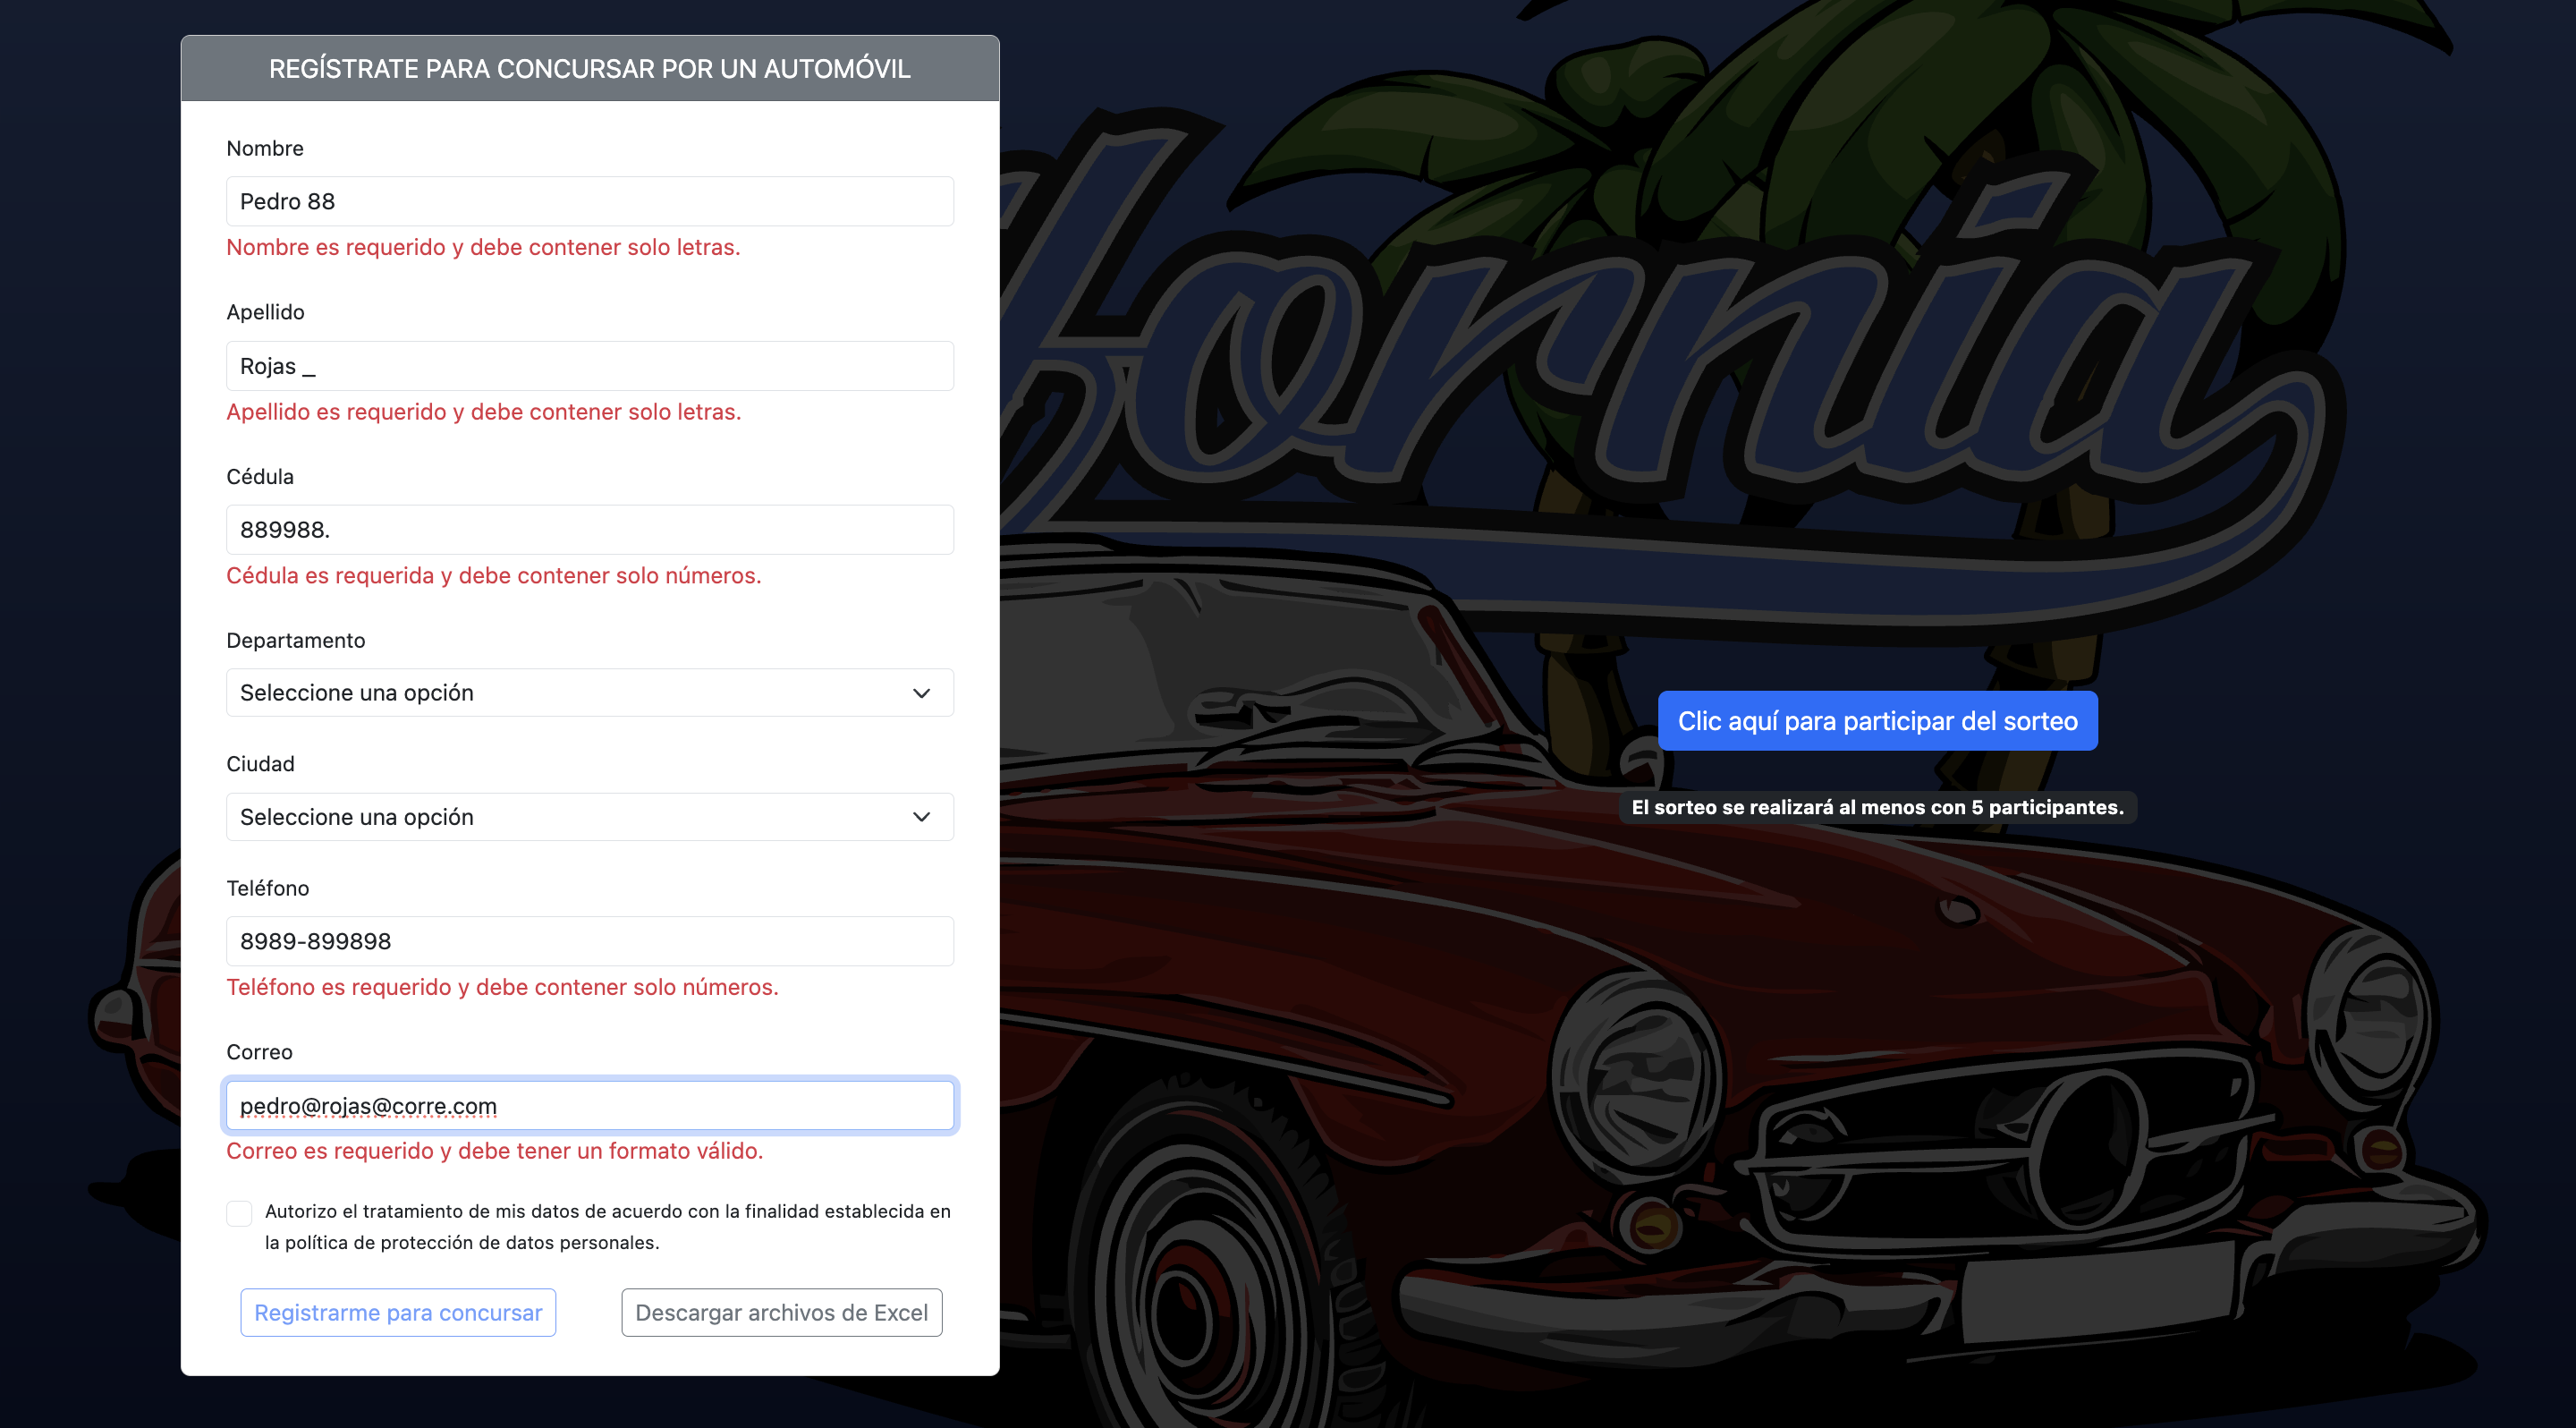 REGÍSTRATE PARA CONCURSAR POR UN AUTOMÓVIL
Nombre
Pedro 88
Nombre es requerido y debe contener solo letras.
Apellido
Rojas _
Apellido es requerido y debe contener solo letras.
Cédula
889988.
Cédula es requerida y debe contener solo números.
Departamento
Seleccione una opción
Ciudad
Seleccione una opción
Teléfono
8989-899898
Teléfono es requerido y debe contener solo números.
Correo
pedro@rojas@corre.com
Correo es requerido y debe tener un formato válido.
Autorizo el tratamiento de mis datos de acuerdo con la finalidad establecida en
la política de protección de datos personales.
Registrarme para concursar
Descargar archivos de Excel
fornia
Clic aquí para participar del sorteo
El sorteo se realizará al menos con 5 participantes.